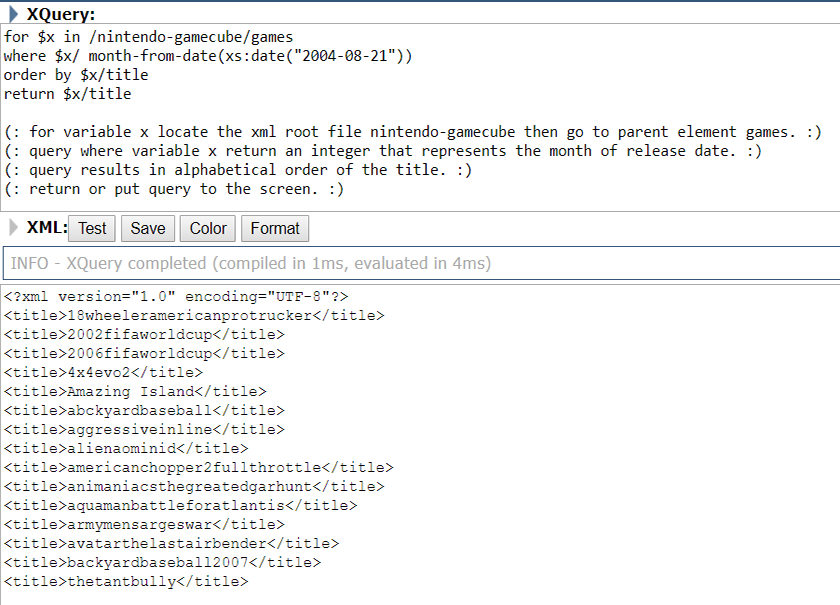 XQuery:
for $x in /nintendo-gamecube/games
where $x/ month-from-date(xs:date("2004-08-21"))
order by $x/title
return $x/title
(: for variable x locate the xml root file nintendo-gamecube then go to parent element games. :)
(: query where variable x return an integer that represents the month of release date. :)
(: query results in alphabetical order of the title. :)
(: return or put query to the screen. :)
XML: Test Save Color Format
INFO - XQuery completed (compiled in 1ms, evaluated in 4ms)
<?xml version="1.0" encoding="UTF-8"?>
<title>18wheeleramericanprotrucker</title>
<title>2002fifaworldcup</title>
<title>2006fifaworldcup</title>
<title>4x4evo2</title>
<title>Amazing Island</title>
<title>abckyardbaseball</title>
<title>aggressiveinline</title>
<title>alienaominid</title>
<title>americanchopper2fullthrottle</title>
<title>animaniacsthegreatedgarhunt</title>
<title>aquamanbattleforatlantis</title>
<title>armymensargeswar</title>
<title>avatarthelastairbender</title>
<title>backyardbaseball2007</title>
<title>thetantbully</title>